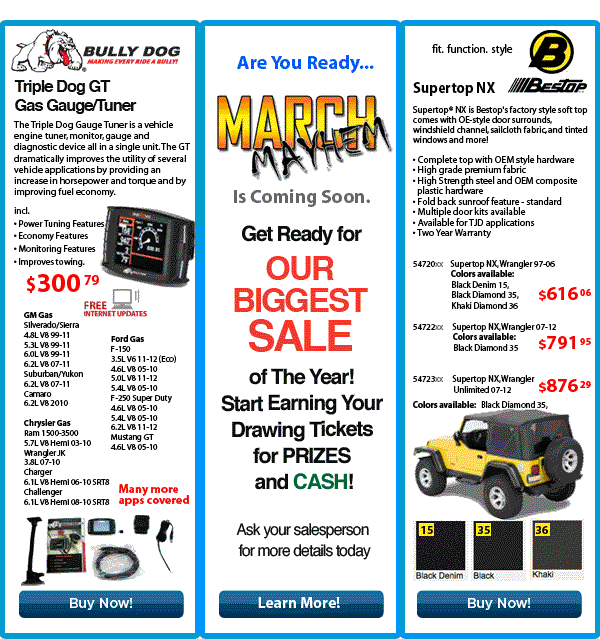 BULLY DOG
MAKING EVERY RIDE A BULLY!
Triple Dog GT
Gas Gauge/Tuner
The Triple Dog Gauge Tuner is a vehicle
engine tuner, monitor, gauge and
diagnostic device all in a single unit. The GT
dramatically improves the utility of several
vehicle applications by providing an
increase in horsepower and torque and by
improving fuel economy.
incl.
• Power Tuning Features
• Economy Features
• Monitoring Features
• Improves towing.
$300 79
FREE
INTERNET UPDATES
GM Gas
Silverado/Sierra
4.8L V8 99-11
5.3L V8 99-11
6.0L V8 99-11
6.2L V8 07-11
Suburban/Yukon
6.2L V8 07-11
Camaro
6.2L V8 2010
Chrysler Gas
Ram 1500-3500
5.7L V8 Hemi 03-10
Wrangler JK
3.8L 07-10
Charger
6.1L V8 Hemi 06-10 SRT8
Challenger
6.1L V8 Hemi 08-10 SRT8
Ford Gas
F-150
3.5L V6 11-12 (Eco)
4.6L V8 05-10
5.0L V8 11-12
5.4L V8 05-10
F-250 Super Duty
4.6L V8 05-10
5.4L V8 05-10
6.2L V8 11-12
Mustang GT
4.6L V8 05-10
Many more
apps covered
Buy Now!
Are You Ready...
MARCH
MAYHEM
Is Coming Soon.
Get Ready for
OUR
BIGGEST
SALE
of The Year!
Start Earning Your
Drawing Tickets
for PRIZES
and CASH!
Ask your salesperson
for more details today
Learn More!
fit. function. style
B
Supertop NX
BESTOP
Supertop® NX is Bestop's factory style soft top
comes with OE-style door surrounds,
windshield channel, sailcloth fabric, and tinted
windows and more!
• Complete top with OEM style hardware
• High grade premium fabric
• High Strength steel and OEM composite
plastic hardware
• Fold back sunroof feature - standard
• Multiple door kits available
• Available for TJD applications
• Two Year Warranty
54720xx Supertop NX, Wrangler 97-06
Colors available:
Black Denim 15,
Black Diamond 35,
Khaki Diamond 36
$616 06
54722xx Supertop NX, Wrangler 07-12
Colors available:
Black Diamond 35
$791 95
54723xx Supertop NX, Wrangler
Unlimited 07-12
$876 29
Colors available: Black Diamond 35,
15
35
36
Black Denim
Black
Khaki
Buy Now!